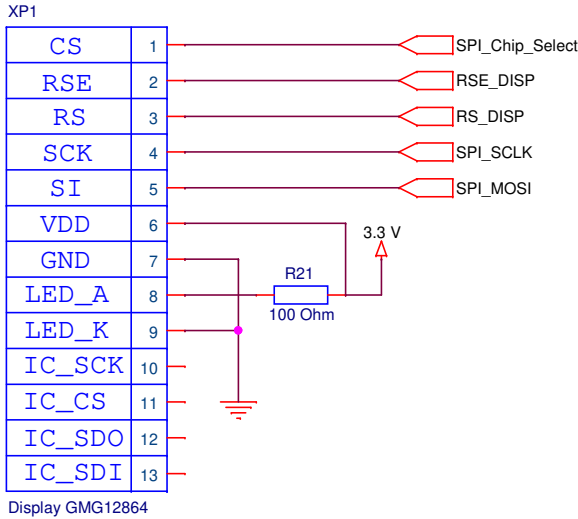 XP1
CS 1 SPI_Chip_Select
RSE 2 RSE_DISP
RS 3 RS_DISP
SCK 4 SPI_SCLK
SI 5 SPI_MOSI
VDD 6
3.3 V
GND 7
R21
LED_A 8
100 Ohm
LED_K 9
IC_SCK 10
IC_CS 11
IC_SDO 12
IC_SDI 13
Display GMG12864